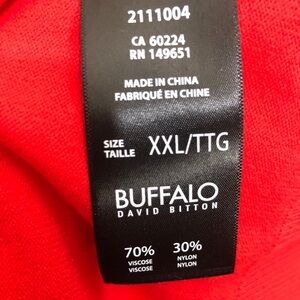 2111004
CA 60224
RN 149651
MADE IN CHINA
FABRIQUÉ EN CHINE
SIZE
TAILLE XXL/TTG
BUFFALO
DAVID BITTON
70% 30%
VISCOSE NYLON
VISCOSE NYLON